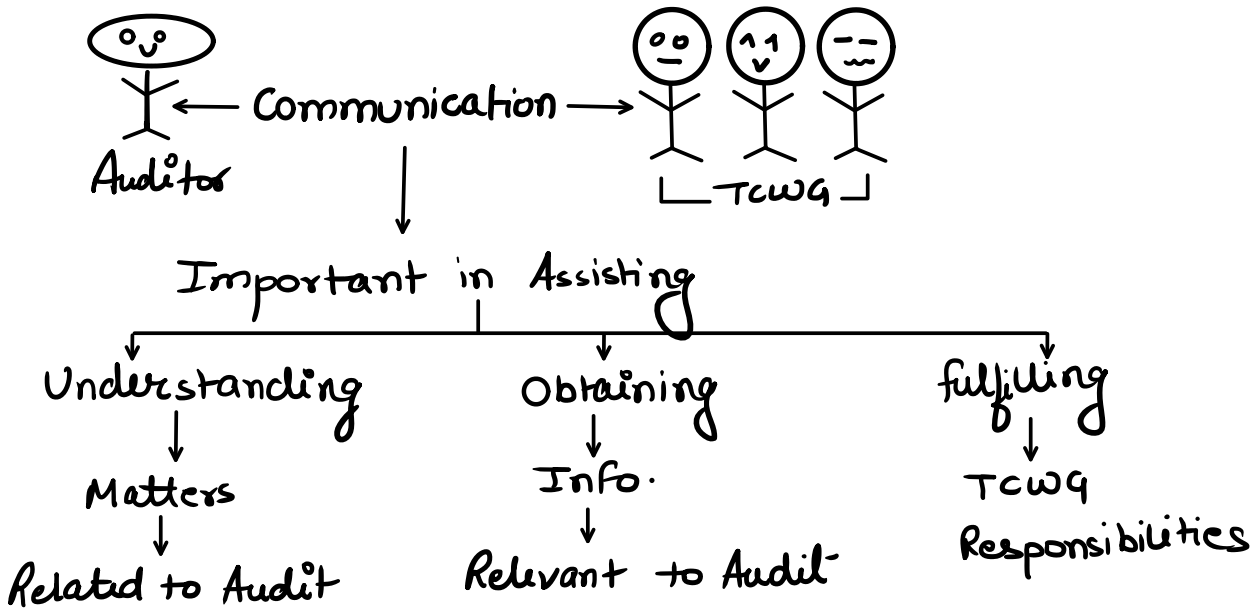 Communication
Auditor
TCWG
Important in Assisting
Understanding
Obtaining
fulfilling
Matters
Info.
TCWG
Responsibilities
Related to Audit
Relevant to Audit